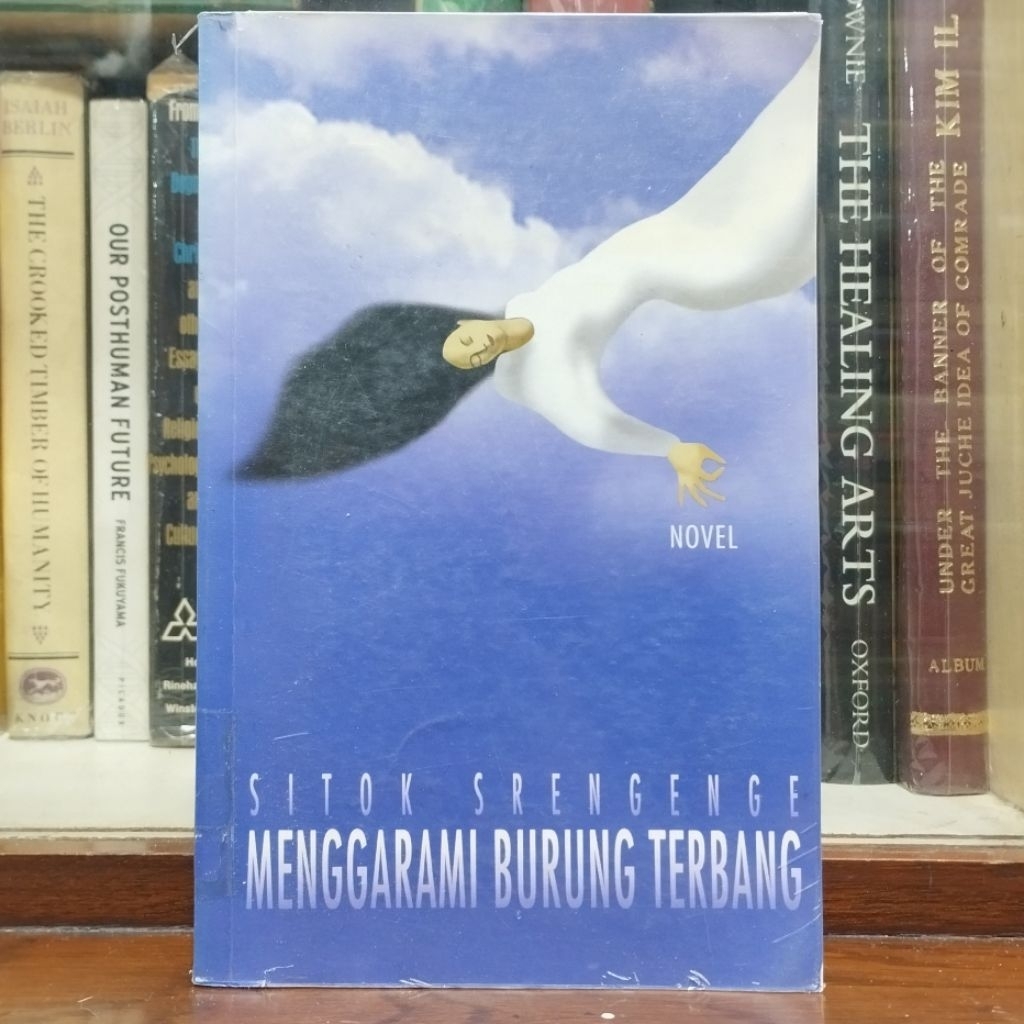 ISAIAH
BERLIN
THE CROOKED TIMBER OF HUMANITY
OUR POSTHUMAN FUTURE
FRANCIS FUKUYAMA
PICADOR
From
NOVEL
SITOK SRENGENGE
MENGGARAMI BURUNG TERBANG
THE HEALING ARTS
OXFORD
UNDER THE BANNER OF THE
GREAT JUCHE IDEA OF COMRADE
KIM IL
ALBUM